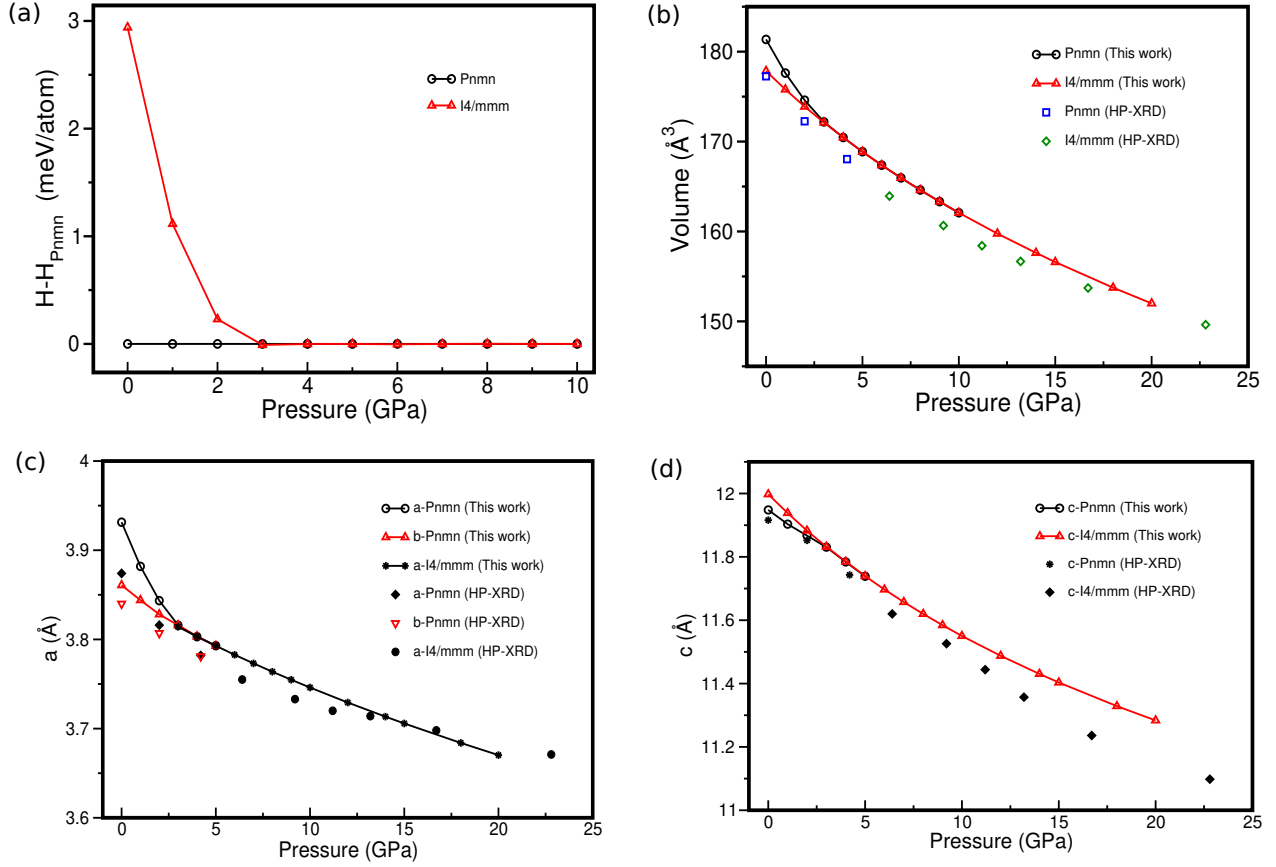 (a)
3
2
1
0
H-H_Pnmn (meV/atom)
Pnmn
I4/mmm
0 2 4 6 8 10
Pressure (GPa)
(b)
180
170
160
150
Volume (Å³)
Pnmn (This work)
I4/mmm (This work)
Pnmn (HP-XRD)
I4/mmm (HP-XRD)
0 5 10 15 20 25
Pressure (GPa)
(c)
4
3.9
3.8
3.7
3.6
a (Å)
a-Pnmn (This work)
b-Pnmn (This work)
a-I4/mmm (This work)
a-Pnmn (HP-XRD)
b-Pnmn (HP-XRD)
a-I4/mmm (HP-XRD)
0 5 10 15 20 25
Pressure (GPa)
(d)
12
11.8
11.6
11.4
11.2
11
c (Å)
c-Pnmn (This work)
c-I4/mmm (This work)
c-Pnmn (HP-XRD)
c-I4/mmm (HP-XRD)
0 5 10 15 20 25
Pressure (GPa)